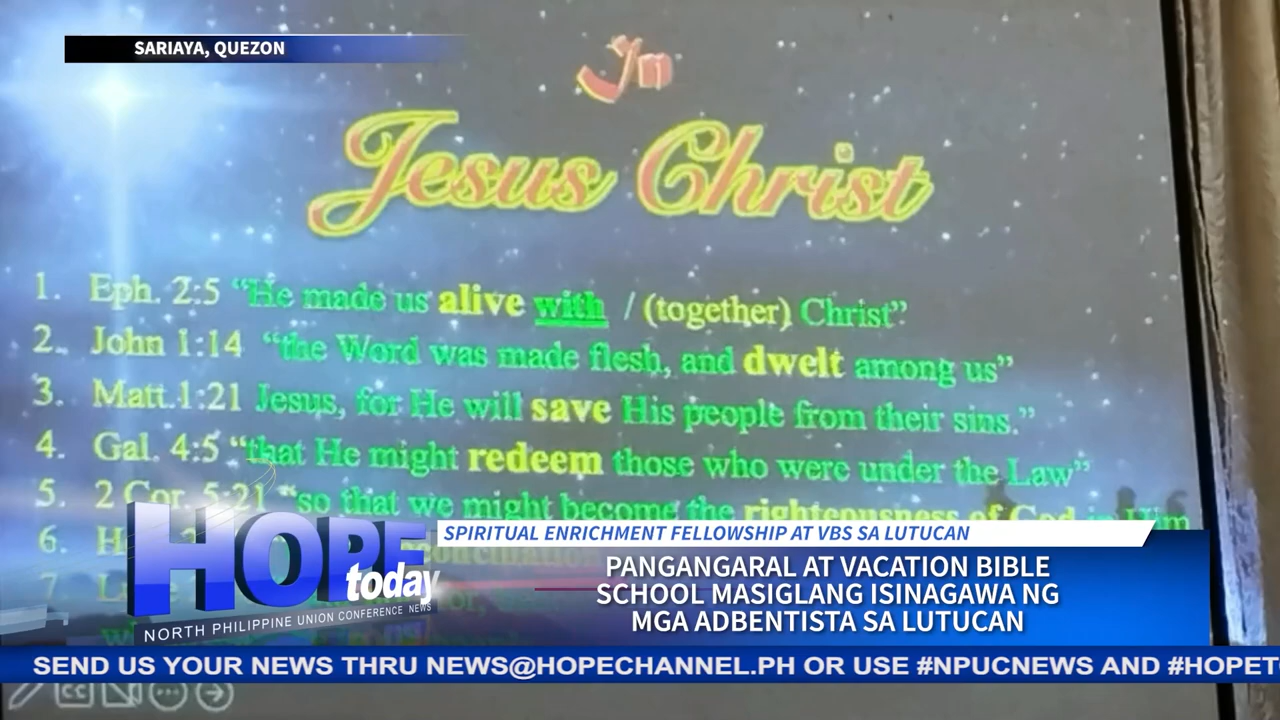 SARIAYA, QUEZON
In
Jesus Christ
1. Eph. 2:5 “He made us alive with / (together) Christ”
2. John 1:14 “the Word was made flesh, and dwelt among us”
3. Matt.1:21 Jesus, for He will save His people from their sins.”
4. Gal. 4:5 “that He might redeem those who were under the Law”
5. 2 Cor. 5:21 “so that we might become the righteousness of God in Him
6. H
7. L
HOPE
today
NORTH PHILIPPINE UNION CONFERENCE NEWS
SPIRITUAL ENRICHMENT FELLOWSHIP AT VBS SA LUTUCAN
PANGANGARAL AT VACATION BIBLE
SCHOOL MASIGLANG ISINAGAWA NG
MGA ADBENTISTA SA LUTUCAN
SEND US YOUR NEWS THRU NEWS@HOPECHANNEL.PH OR USE #NPUCNEWS AND #HOPET
CC